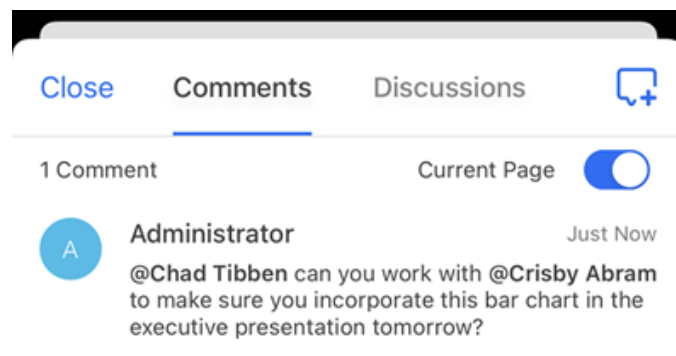 Close Comments Discussions
1 Comment Current Page
A Administrator Just Now
@Chad Tibben can you work with @Crisby Abram
to make sure you incorporate this bar chart in the
executive presentation tomorrow?